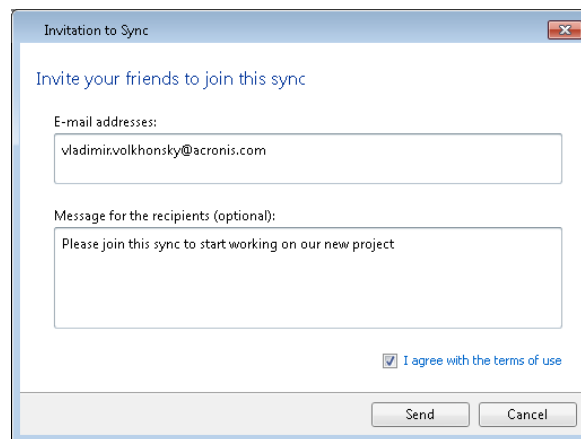 Invitation to Sync
Invite your friends to join this sync
E-mail addresses:
vladimir.volkhonsky@acronis.com
Message for the recipients (optional):
Please join this sync to start working on our new project
I agree with the terms of use
Send
Cancel